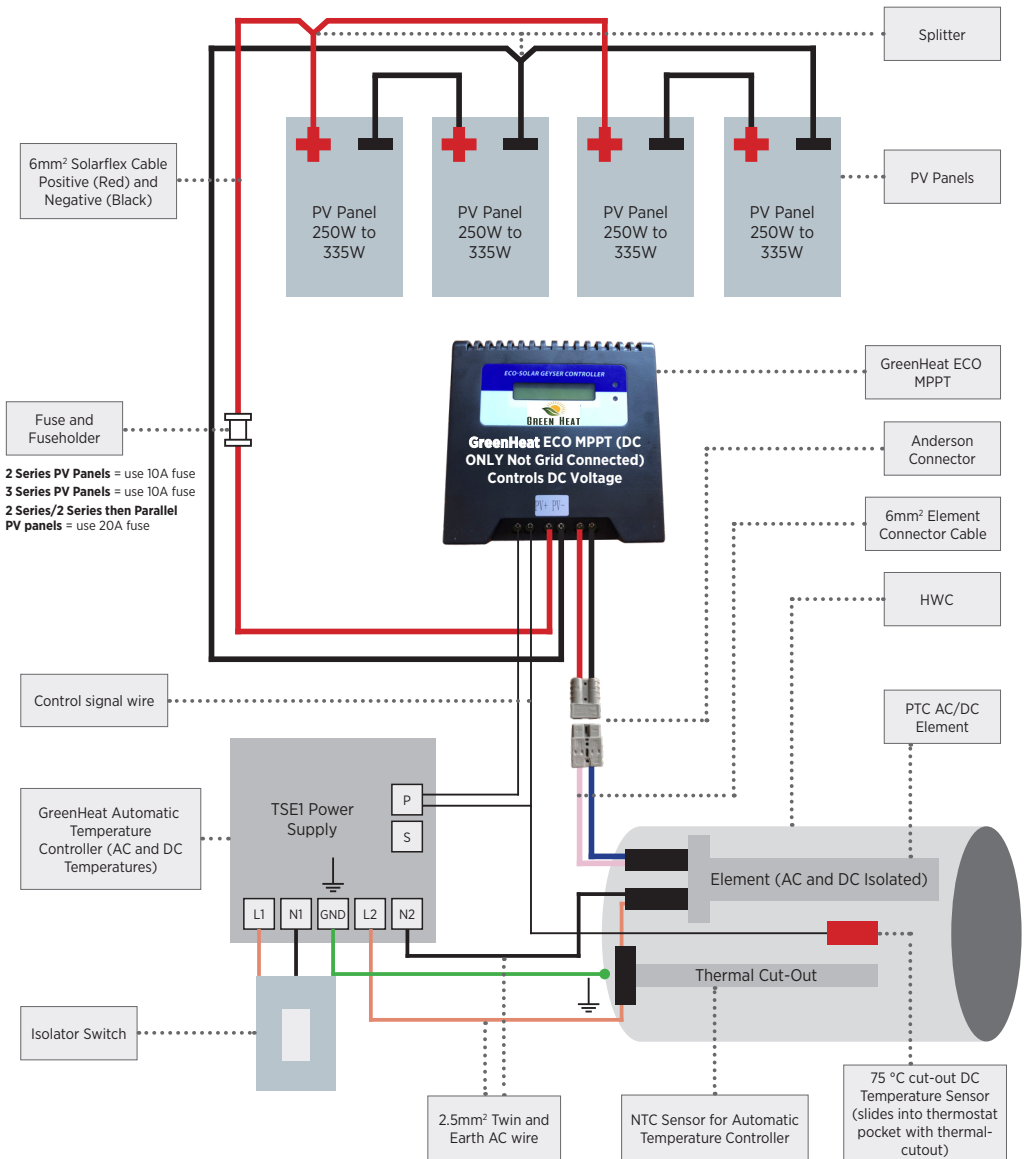 Splitter
6mm² Solarflex Cable
Positive (Red) and
Negative (Black)
PV Panel
250W to
335W
PV Panel
250W to
335W
PV Panel
250W to
335W
PV Panel
250W to
335W
PV Panels
ECO-SOLAR GEYSER CONTROLLER
GREEN HEAT
GreenHeat ECO MPPT (DC
ONLY Not Grid Connected)
Controls DC Voltage
PV+ PV-
GreenHeat ECO
MPPT
Fuse and
Fuseholder
2 Series PV Panels = use 10A fuse
3 Series PV Panels = use 10A fuse
2 Series/2 Series then Parallel
PV panels = use 20A fuse
Anderson
Connector
6mm² Element
Connector Cable
HWC
Control signal wire
PTC AC/DC
Element
GreenHeat Automatic
Temperature
Controller (AC and DC
Temperatures)
TSE1 Power
Supply
P
S
L1
N1
GND
L2
N2
Element (AC and DC Isolated)
Thermal Cut-Out
Isolator Switch
2.5mm² Twin and
Earth AC wire
NTC Sensor for Automatic
Temperature Controller
75 °C cut-out DC
Temperature Sensor
(slides into thermostat
pocket with thermal-
cutout)